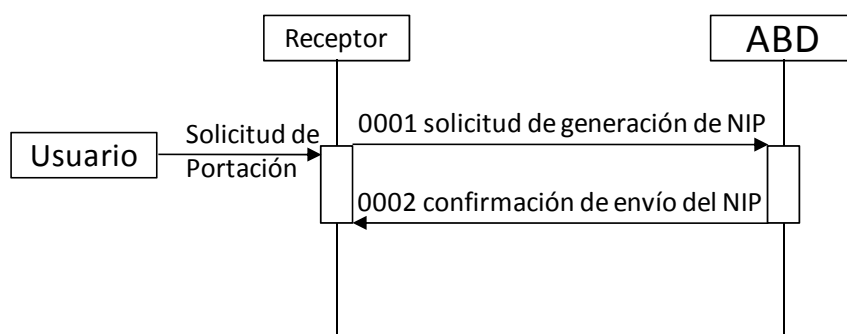 Receptor
ABD
Usuario
Solicitud de
Portación
0001 solicitud de generación de NIP
0002 confirmación de envío del NIP